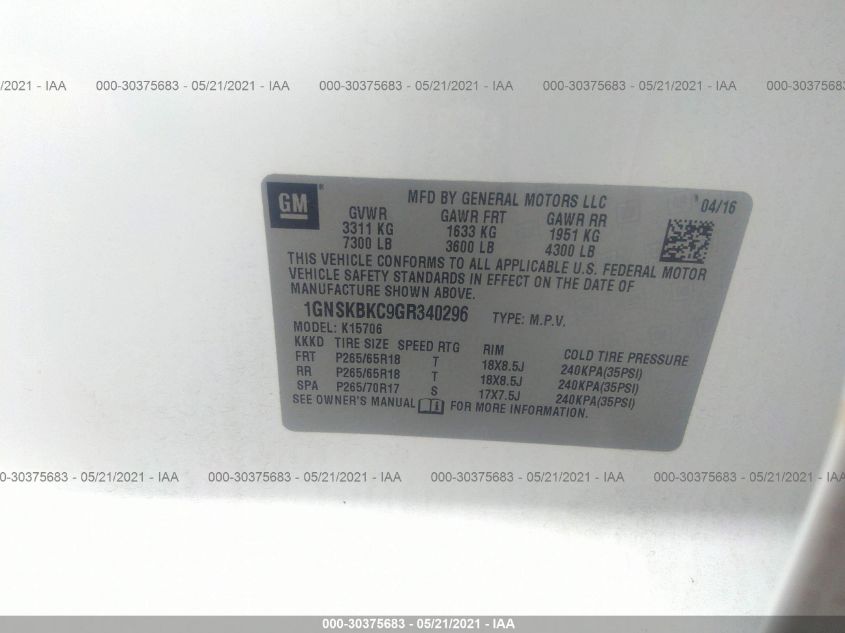 /2021 - IAA 000-30375683 - 05/21/2021 - IAA 000-30375683 - 05/21/2021 - IAA 000-30375683 - 05/21/2021 - IAA 000-3037568
GM ® MFD BY GENERAL MOTORS LLC 04/16
GVWR GAWR FRT GAWR RR
3311 KG 1633 KG 1951 KG
7300 LB 3600 LB 4300 LB
THIS VEHICLE CONFORMS TO ALL APPLICABLE U.S. FEDERAL MOTOR
VEHICLE SAFETY STANDARDS IN EFFECT ON THE DATE OF
MANUFACTURE SHOWN ABOVE.
1GNSKBKC9GR340296 TYPE: M.P.V.
MODEL: K15706
KKKD TIRE SIZE SPEED RTG RIM COLD TIRE PRESSURE
FRT P265/65R18 T 18X8.5J 240KPA(35PSI)
RR P265/65R18 T 18X8.5J 240KPA(35PSI)
SPA P265/70R17 S 17X7.5J 240KPA(35PSI)
SEE OWNER'S MANUAL FOR MORE INFORMATION.
0-30375683 - 05/21/2021 - IAA 000-30375683 - 05/21/2021 - IAA 000-30375683 - 05/21/2021 - IAA 000-30375683 - 05/21/2021 - IAA
000-30375683 - 05/21/2021 - IAA